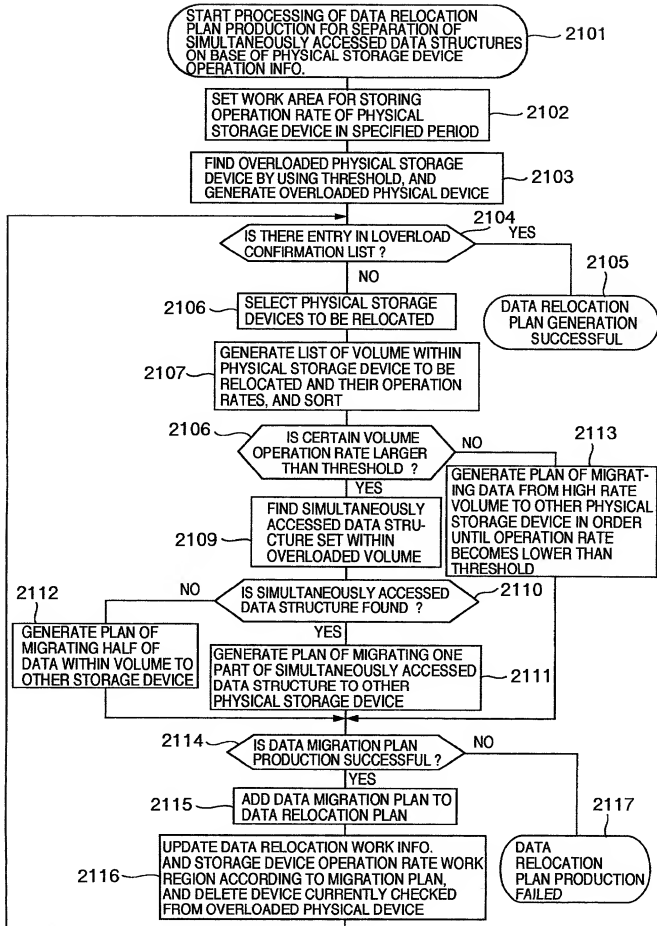 START PROCESSING OF DATA RELOCATION
PLAN PRODUCTION FOR SEPARATION OF
SIMULTANEOUSLY ACCESSED DATA STRUCTURES
ON BASE OF PHYSICAL STORAGE DEVICE
OPERATION INFO.
2101
SET WORK AREA FOR STORING
OPERATION RATE OF PHYSICAL
STORAGE DEVICE IN SPECIFIED PERIOD
2102
FIND OVERLOADED PHYSICAL STORAGE
DEVICE BY USING THRESHOLD, AND
GENERATE OVERLOADED PHYSICAL DEVICE
2103
2104
IS THERE ENTRY IN LOVERLOAD
CONFIRMATION LIST ?
YES
NO
2105
DATA RELOCATION
PLAN GENERATION
SUCCESSFUL
2106
SELECT PHYSICAL STORAGE
DEVICES TO BE RELOCATED
2107
GENERATE LIST OF VOLUME WITHIN
PHYSICAL STORAGE DEVICE TO BE
RELOCATED AND THEIR OPERATION
RATES, AND SORT
2106
IS CERTAIN VOLUME
OPERATION RATE LARGER
THAN THRESHOLD ?
NO
YES
2113
GENERATE PLAN OF MIGRAT-
ING DATA FROM HIGH RATE
VOLUME TO OTHER PHYSICAL
STORAGE DEVICE IN ORDER
UNTIL OPERATION RATE
BECOMES LOWER THAN
THRESHOLD
2109
FIND SIMULTANEOUSLY
ACCESSED DATA STRU-
CTURE SET WITHIN
OVERLOADED VOLUME
2110
IS SIMULTANEOUSLY ACCESSED
DATA STRUCTURE FOUND ?
NO
YES
2112
GENERATE PLAN OF
MIGRATING HALF OF
DATA WITHIN VOLUME TO
OTHER STORAGE DEVICE
GENERATE PLAN OF MIGRATING ONE
PART OF SIMULTANEOUSLY ACCESSED
DATA STRUCTURE TO OTHER
PHYSICAL STORAGE DEVICE
2111
2114
IS DATA MIGRATION PLAN
PRODUCTION SUCCESSFUL ?
NO
YES
2115
ADD DATA MIGRATION PLAN TO
DATA RELOCATION PLAN
2116
UPDATE DATA RELOCATION WORK INFO.
AND STORAGE DEVICE OPERATION RATE WORK
REGION ACCORDING TO MIGRATION PLAN,
AND DELETE DEVICE CURRENTLY CHECKED
FROM OVERLOADED PHYSICAL DEVICE
2117
DATA
RELOCATION
PLAN PRODUCTION
FAILED